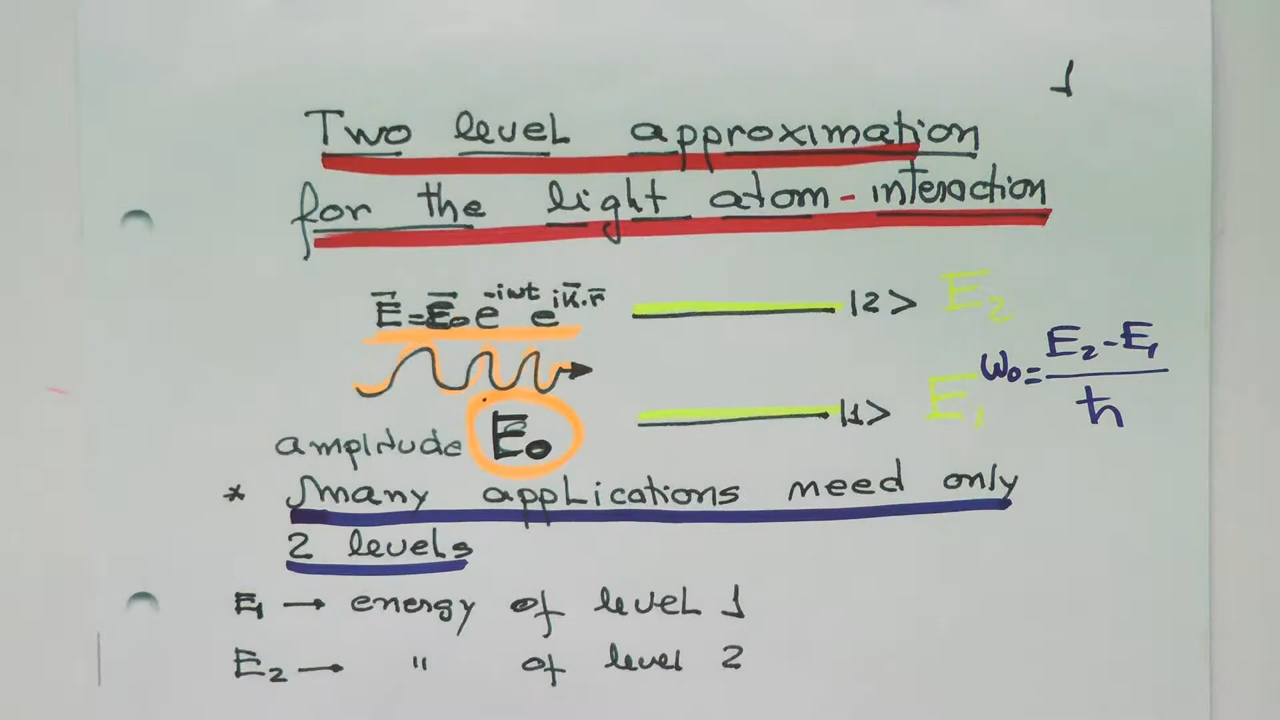 1
Two level approximation
for the light atom-interaction
E⃗=E⃗₀e^-iωt e^ik⃗.r⃗
|2> E₂
ω₀=(E₂-E₁)/ħ
|1> E₁
amplitude E₀
* many applications need only
2 levels
E₁ → energy of level 1
E₂ → " of level 2